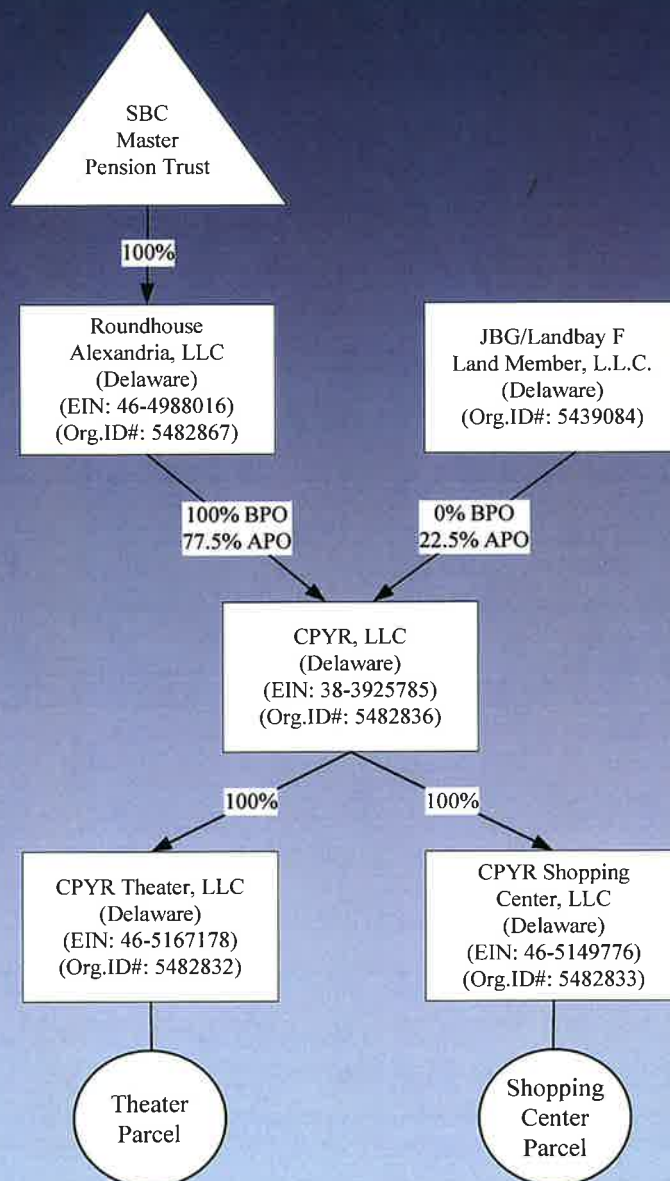 SBC
Master
Pension Trust
100%
Roundhouse
Alexandria, LLC
(Delaware)
(EIN: 46-4988016)
(Org.ID#: 5482867)
JBG/Landbay F
Land Member, L.L.C.
(Delaware)
(Org.ID#: 5439084)
100% BPO
77.5% APO
0% BPO
22.5% APO
CPYR, LLC
(Delaware)
(EIN: 38-3925785)
(Org.ID#: 5482836)
100%
100%
CPYR Theater, LLC
(Delaware)
(EIN: 46-5167178)
(Org.ID#: 5482832)
CPYR Shopping
Center, LLC
(Delaware)
(EIN: 46-5149776)
(Org.ID#: 5482833)
Theater
Parcel
Shopping
Center
Parcel